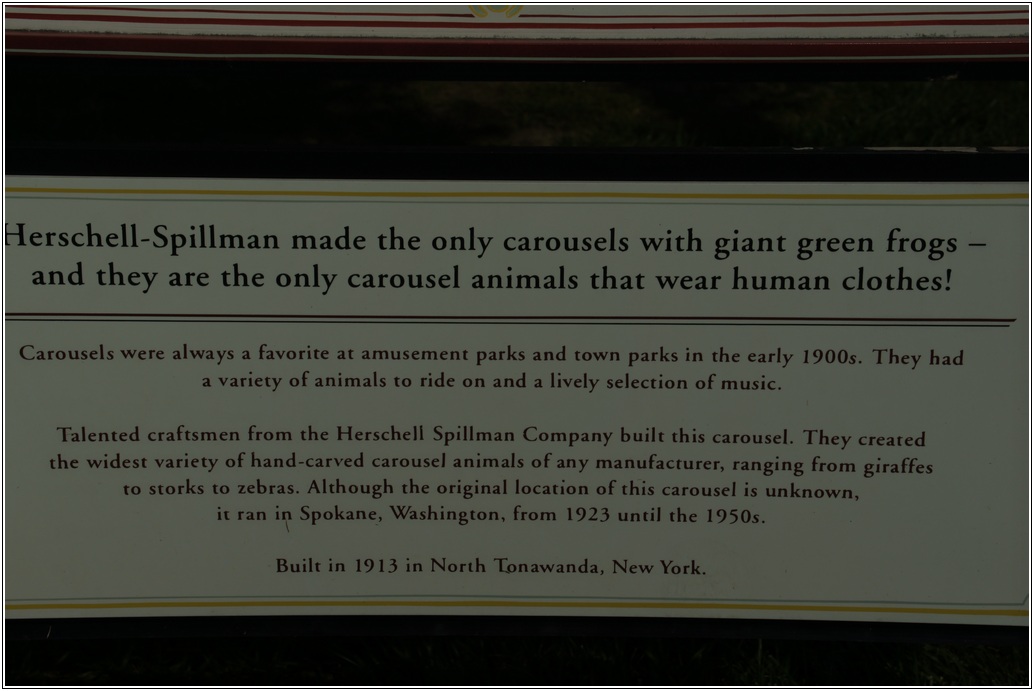 Herschell-Spillman made the only carousels with giant green frogs –
and they are the only carousel animals that wear human clothes!
Carousels were always a favorite at amusement parks and town parks in the early 1900s. They had
a variety of animals to ride on and a lively selection of music.
Talented craftsmen from the Herschell Spillman Company built this carousel. They created
the widest variety of hand-carved carousel animals of any manufacturer, ranging from giraffes
to storks to zebras. Although the original location of this carousel is unknown,
it ran in Spokane, Washington, from 1923 until the 1950s.
Built in 1913 in North Tonawanda, New York.